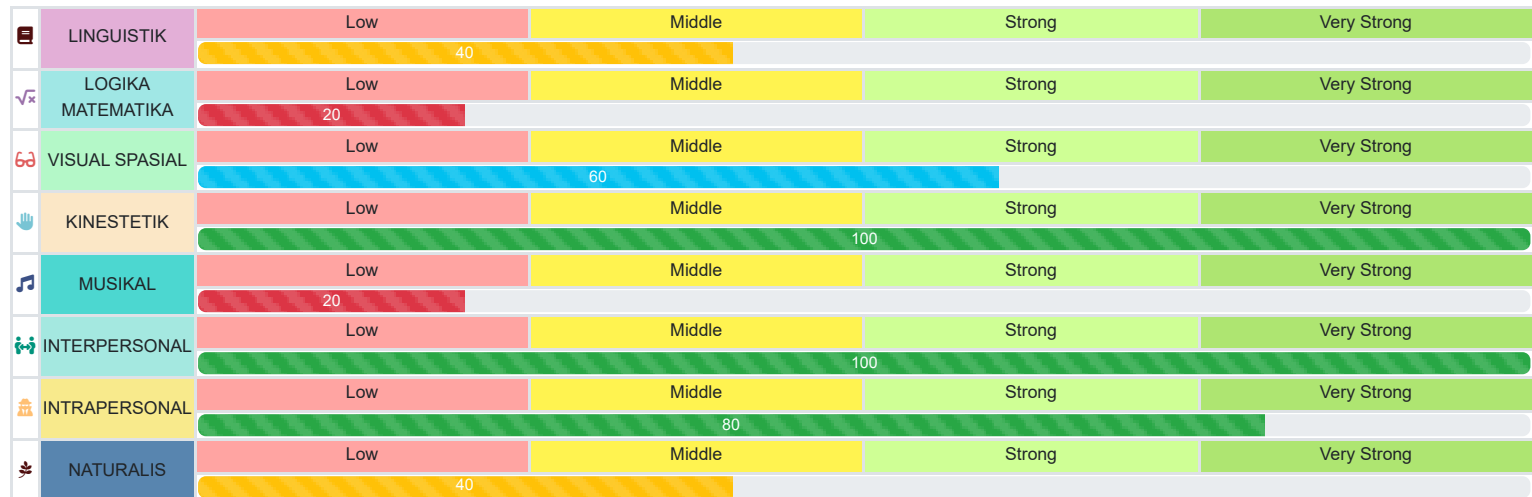 LINGUISTIK
Low Middle Strong Very Strong
40
LOGIKA MATEMATIKA
Low Middle Strong Very Strong
20
VISUAL SPASIAL
Low Middle Strong Very Strong
60
KINESTETIK
Low Middle Strong Very Strong
100
MUSIKAL
Low Middle Strong Very Strong
20
INTERPERSONAL
Low Middle Strong Very Strong
100
INTRAPERSONAL
Low Middle Strong Very Strong
80
NATURALIS
Low Middle Strong Very Strong
40